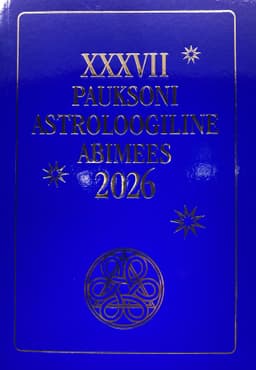 XXXVII
PAUKSONI
ASTROLOOGILINE
ABIMEES
2026